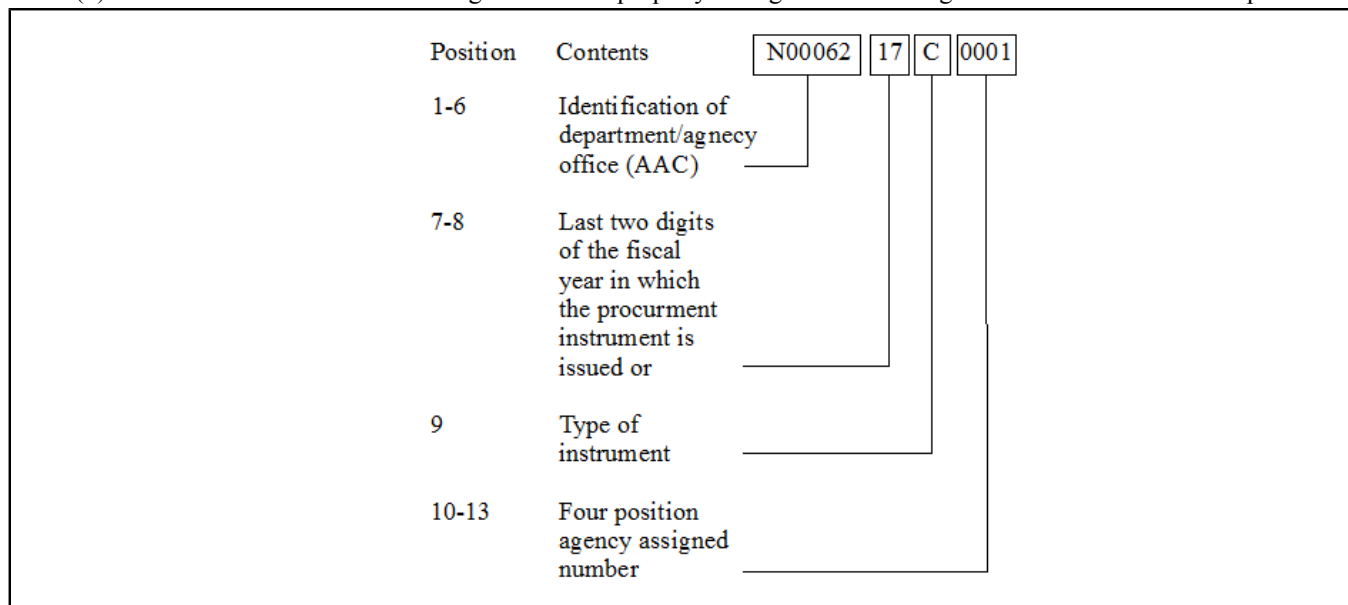 Position Contents N00062 17 C 0001
1-6 Identification of
department/agnecy
office (AAC)
7-8 Last two digits
of the fiscal
year in which
the procurment
instrument is
issued or
9 Type of
instrument
10-13 Four position
agency assigned
number